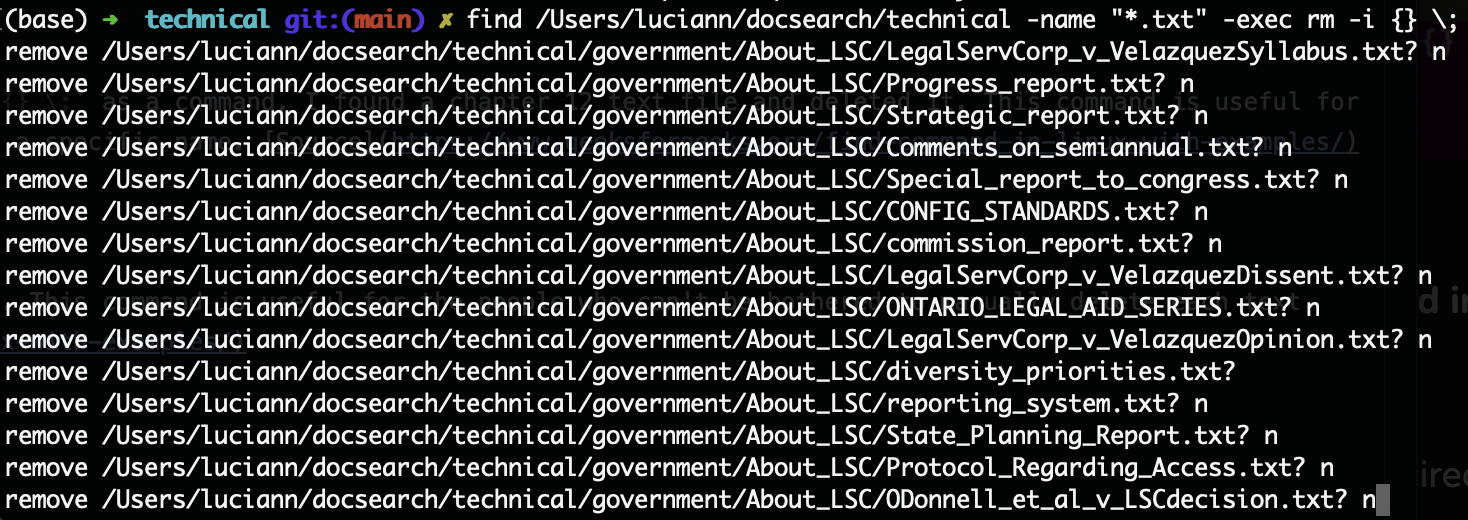 (base) ➜ technical git:(main) ✗ find /Users/luciann/docsearch/technical -name "*.txt" -exec rm -i {} \;
remove /Users/luciann/docsearch/technical/government/About_LSC/LegalServCorp_v_VelazquezSyllabus.txt? n
remove /Users/luciann/docsearch/technical/government/About_LSC/Progress_report.txt? n
remove /Users/luciann/docsearch/technical/government/About_LSC/Strategic_report.txt? n
remove /Users/luciann/docsearch/technical/government/About_LSC/Comments_on_semiannual.txt? n
remove /Users/luciann/docsearch/technical/government/About_LSC/Special_report_to_congress.txt? n
remove /Users/luciann/docsearch/technical/government/About_LSC/CONFIG_STANDARDS.txt? n
remove /Users/luciann/docsearch/technical/government/About_LSC/commission_report.txt? n
remove /Users/luciann/docsearch/technical/government/About_LSC/LegalServCorp_v_VelazquezDissent.txt? n
remove /Users/luciann/docsearch/technical/government/About_LSC/ONTARIO_LEGAL_AID_SERIES.txt? n
remove /Users/luciann/docsearch/technical/government/About_LSC/LegalServCorp_v_VelazquezOpinion.txt? n
remove /Users/luciann/docsearch/technical/government/About_LSC/diversity_priorities.txt?
remove /Users/luciann/docsearch/technical/government/About_LSC/reporting_system.txt? n
remove /Users/luciann/docsearch/technical/government/About_LSC/State_Planning_Report.txt? n
remove /Users/luciann/docsearch/technical/government/About_LSC/Protocol_Regarding_Access.txt? n
remove /Users/luciann/docsearch/technical/government/About_LSC/ODonnell_et_al_v_LSCdecision.txt? n